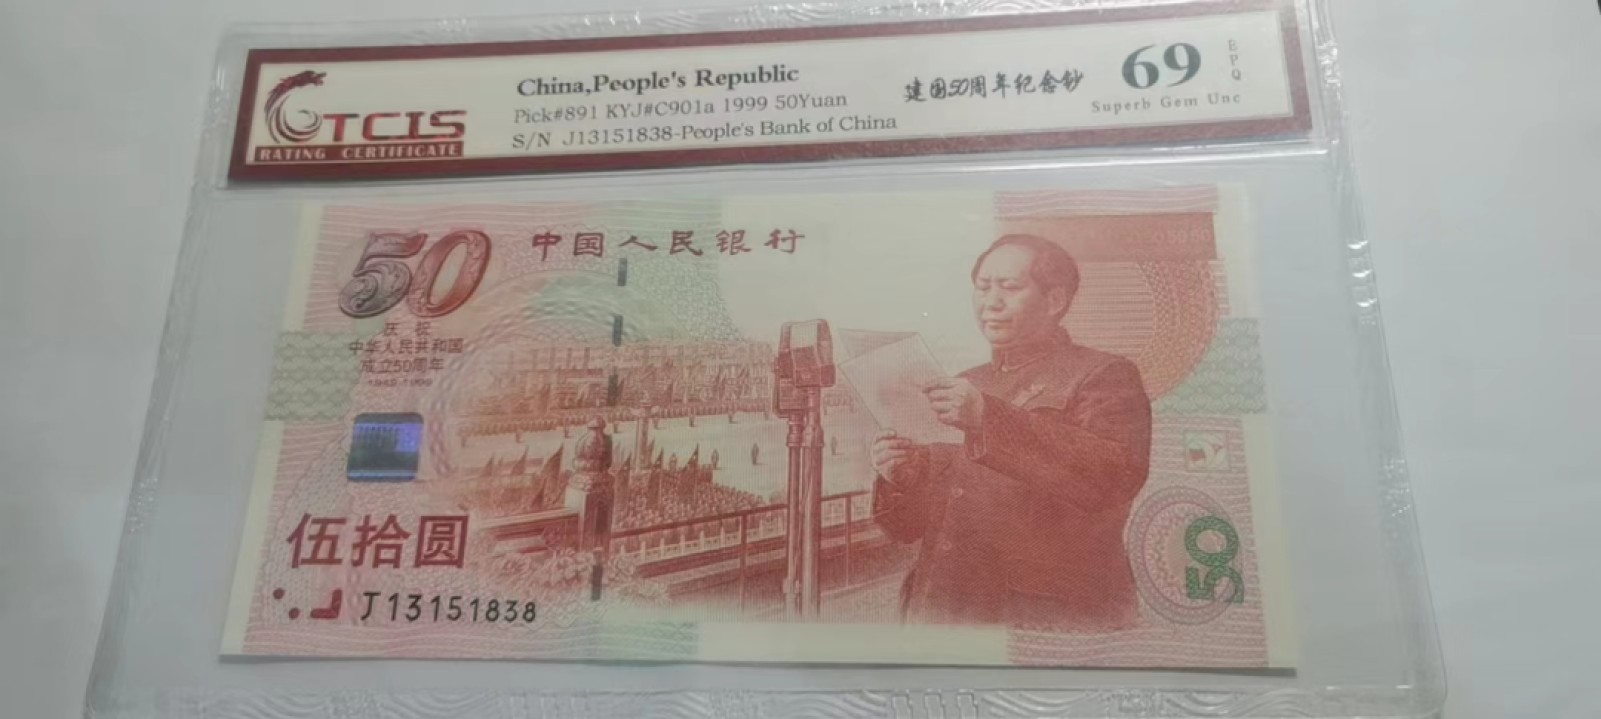 TCIS
RATING CERTIFICATE
China,People's Republic
Pick#891 KYJ#C901a 1999 50Yuan
S/N J13151838-People's Bank of China
建国50周年纪念钞
69
EPQ
Superb Gem Unc
50
中国人民银行
庆祝
中华人民共和国
成立50周年
1949-1999
伍拾圆
J13151838
50